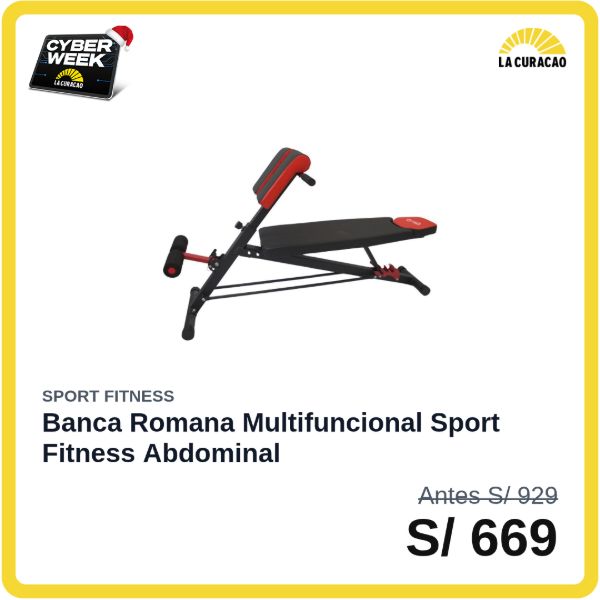 CYBER
WEEK
LA CURACAO
LA CURACAO
SPORT FITNESS
Banca Romana Multifuncional Sport
Fitness Abdominal
Antes S/ 929
S/ 669